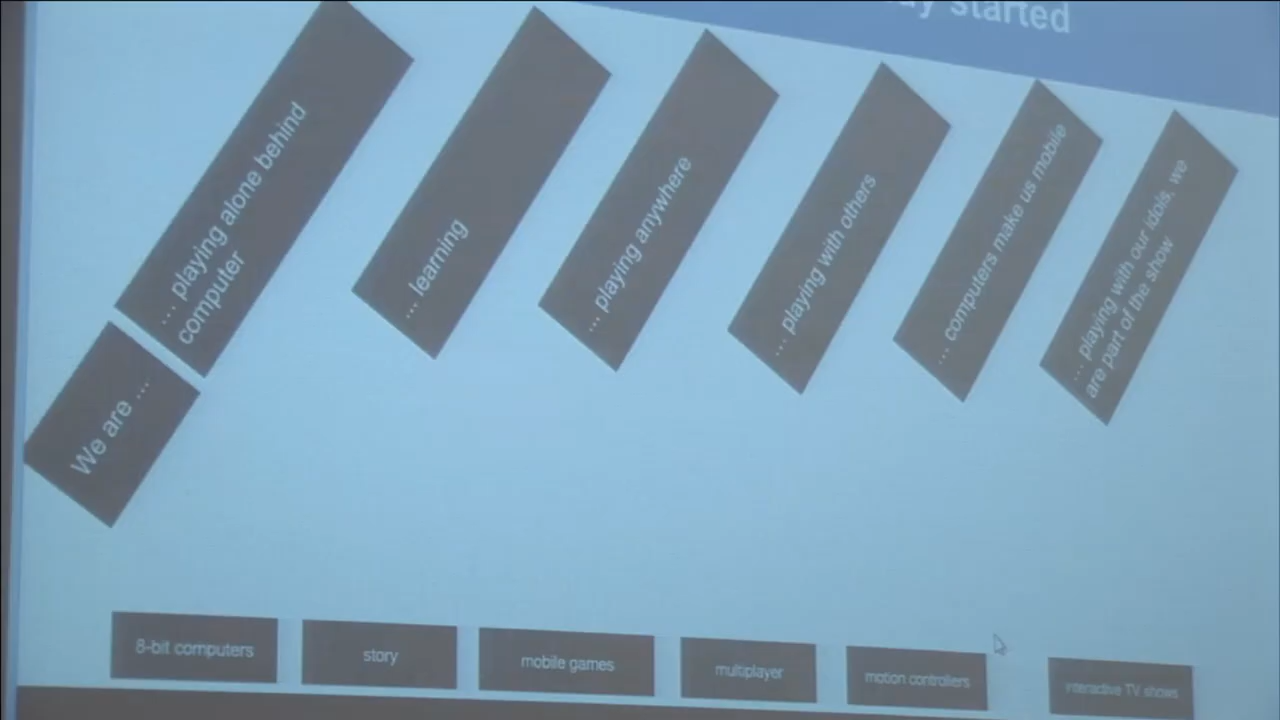 started
We are ...
... playing alone behind
computer
... learning
... playing anywhere
... playing with others
... computers make us mobile
... playing with our idols, we
are part of the show
8-bit computers
story
mobile games
multiplayer
motion controllers
interactive TV shows